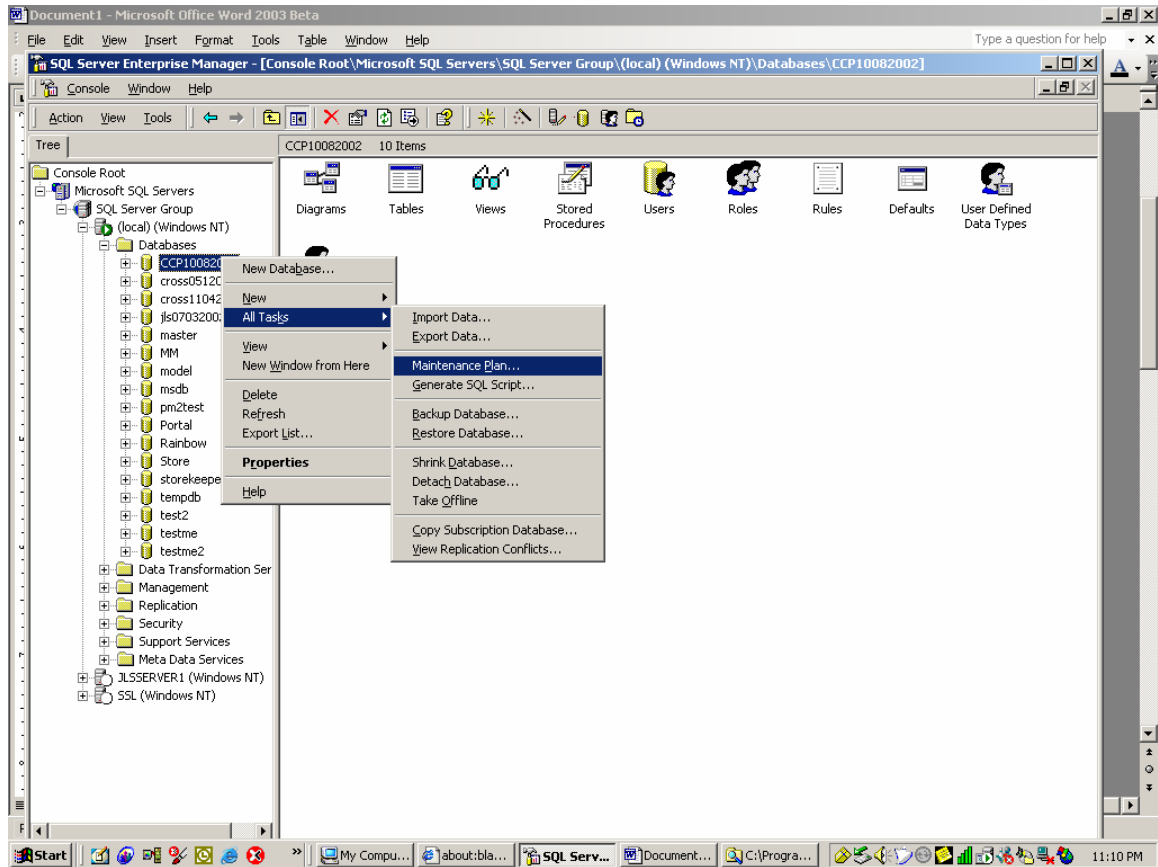 Document1 - Microsoft Office Word 2003 Beta
File Edit View Insert Format Tools Table Window Help
Type a question for help
SQL Server Enterprise Manager - [Console Root\Microsoft SQL Servers\SQL Server Group\(local) (Windows NT)\Databases\CCP10082002]
Console Window Help
Action View Tools
Tree
CCP10082002 10 Items
Console Root
Microsoft SQL Servers
SQL Server Group
(local) (Windows NT)
Databases
CCP100820
cross05120
cross11042
jls0703200
master
MM
model
msdb
pm2test
Portal
Rainbow
Store
storekeepe
tempdb
test2
testme
testme2
Data Transformation Ser
Management
Replication
Security
Support Services
Meta Data Services
JLSSERVER1 (Windows NT)
SSL (Windows NT)
Diagrams
Tables
Views
Stored Procedures
Users
Roles
Rules
Defaults
User Defined Data Types
New Database...
New
All Tasks
View
New Window from Here
Delete
Refresh
Export List...
Properties
Help
Import Data...
Export Data...
Maintenance Plan...
Generate SQL Script...
Backup Database...
Restore Database...
Shrink Database...
Detach Database...
Take Offline
Copy Subscription Database...
View Replication Conflicts...
Start
My Compu...
about:bla...
SQL Serv...
Document...
C:\Progra...
11:10 PM